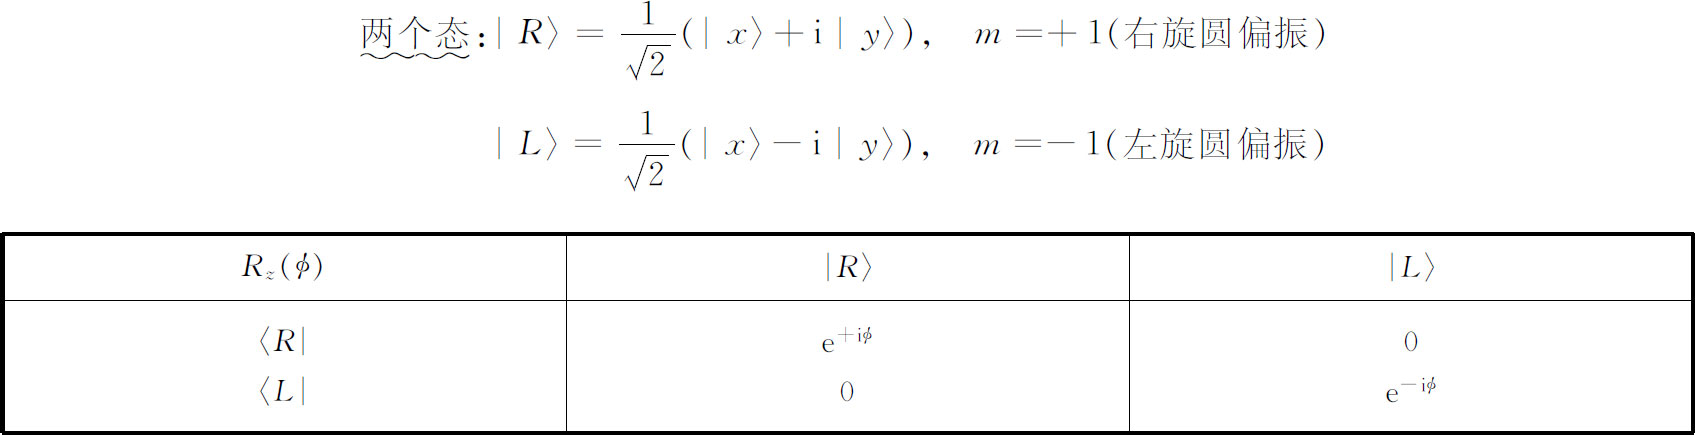 两个态:| R〉= 1/√2 (| x〉+ i | y〉), m =+ 1(右旋圆偏振)
| L〉= 1/√2 (| x〉− i | y〉), m =− 1(左旋圆偏振)
R_z(ϕ) |R〉 |L〉
〈R| e^{+iϕ} 0
〈L| 0 e^{−iϕ}